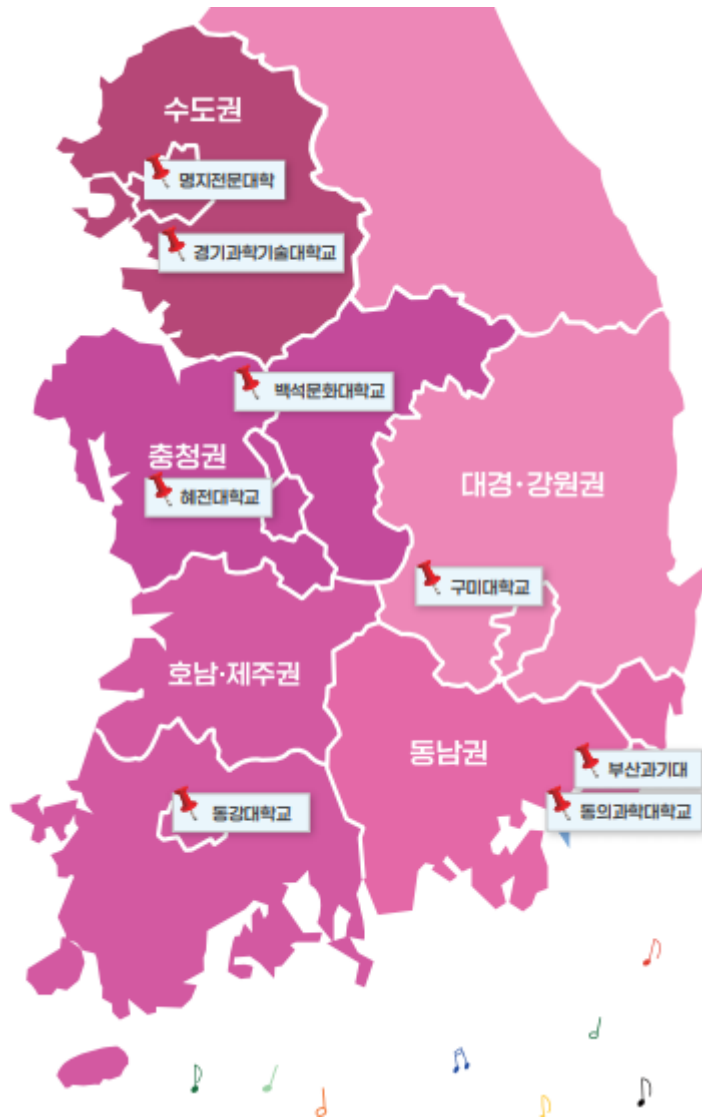 수도권
명지전문대학
경기과학기술대학교
백석문화대학교
충청권
대경·강원권
혜전대학교
구미대학교
호남·제주권
동남권
부산과기대
동강대학교
동의과학대학교